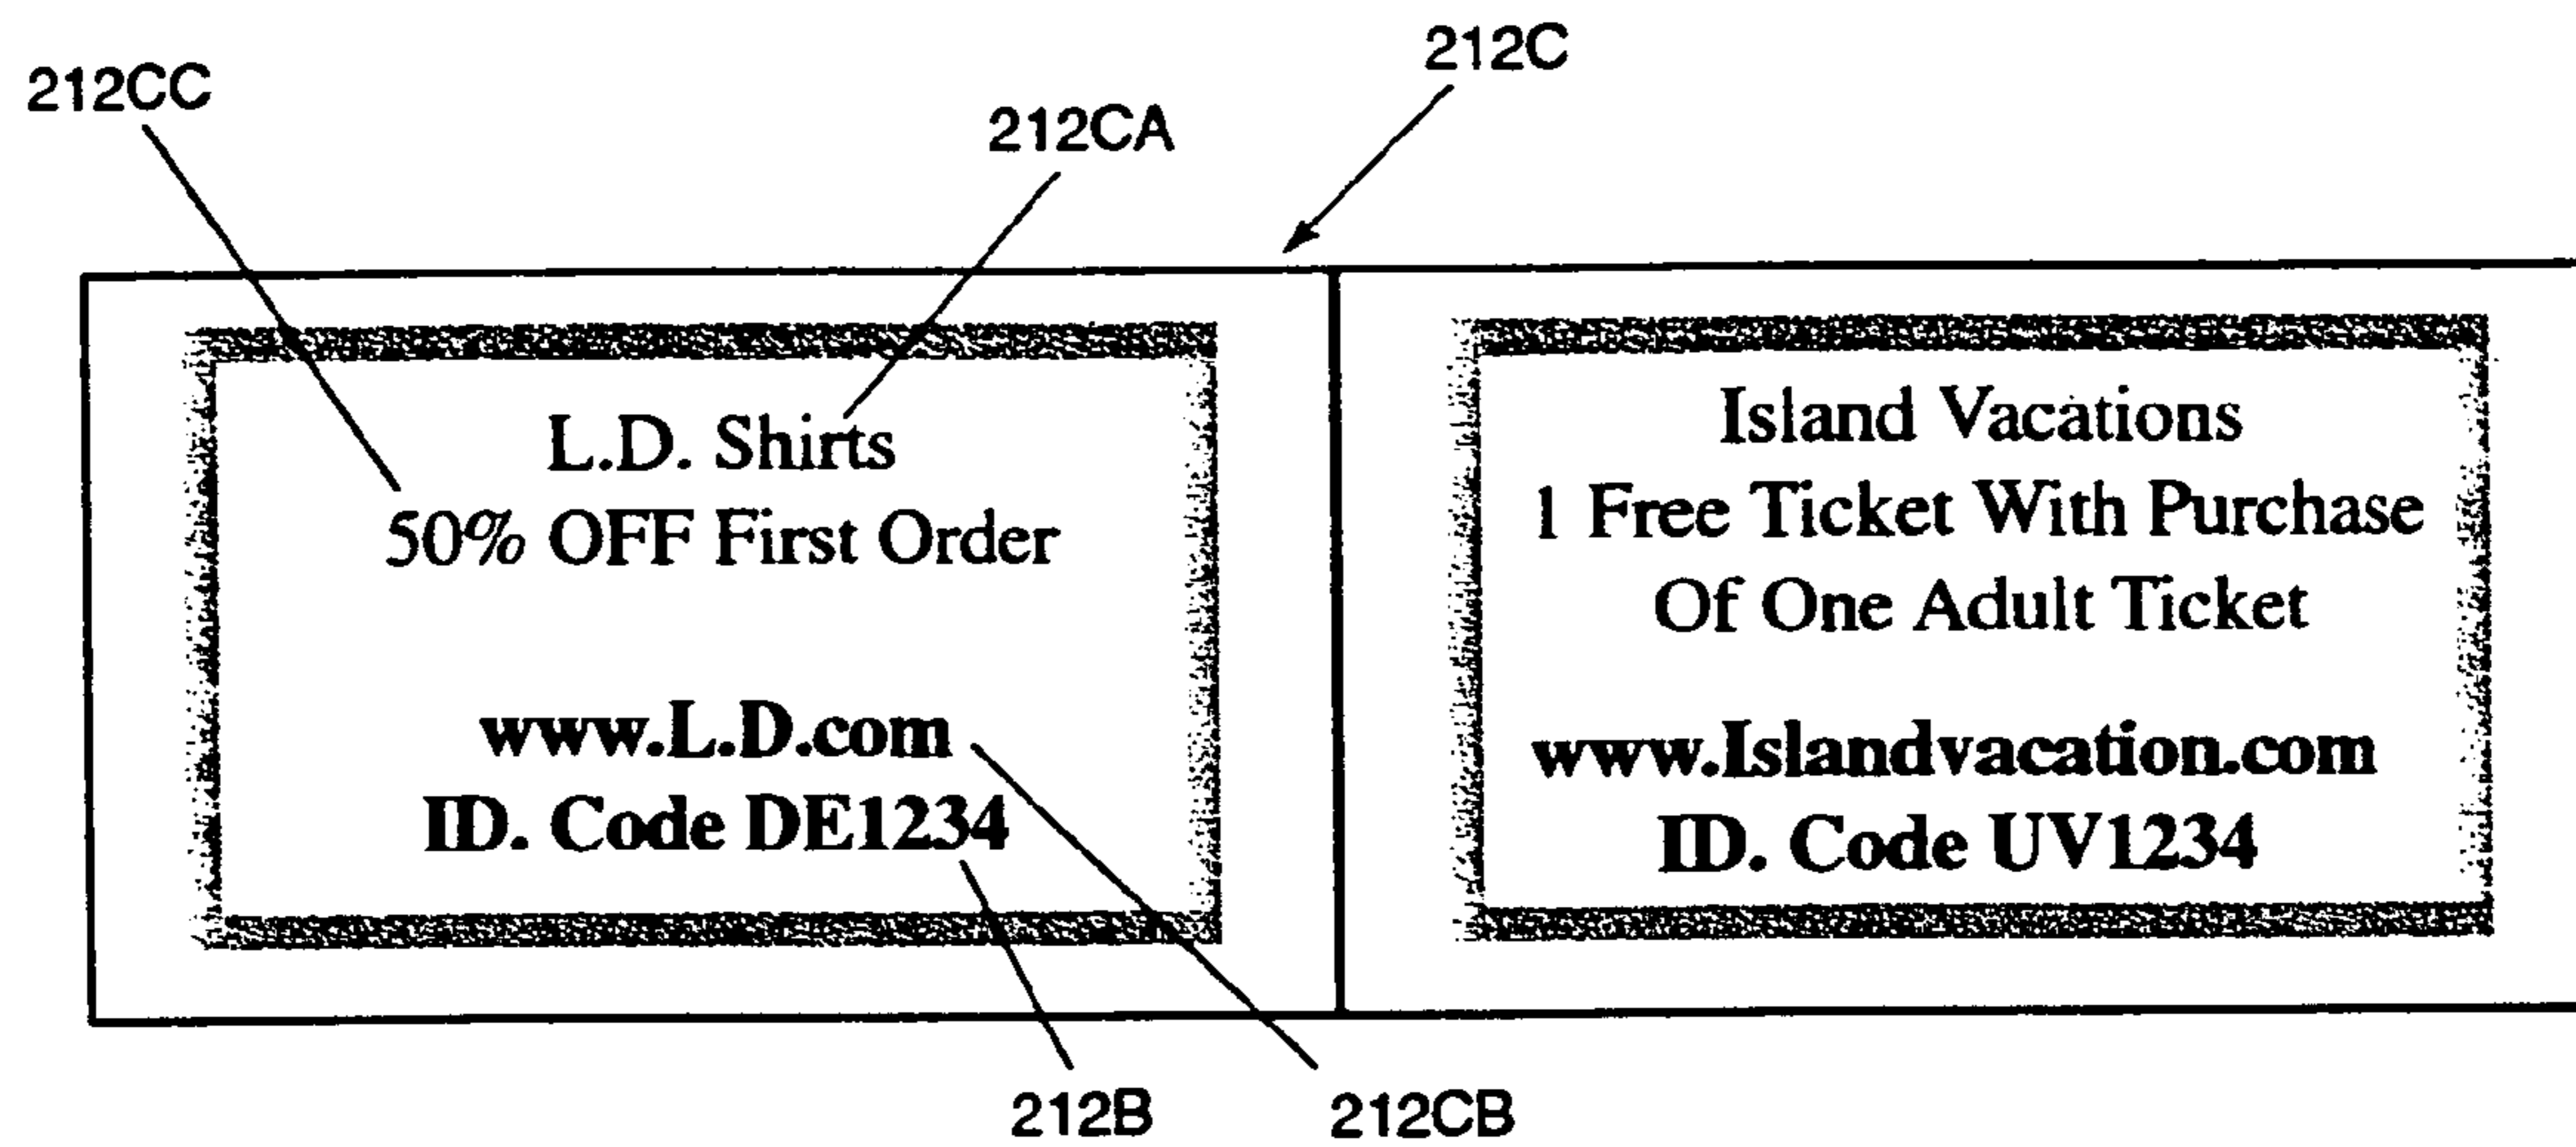 212C
212CC
212CA
L.D. Shirts
50% OFF First Order
www.L.D.com
ID. Code DE1234
Island Vacations
1 Free Ticket With Purchase
Of One Adult Ticket
www.Islandvacation.com
ID. Code UV1234
212B
212CB